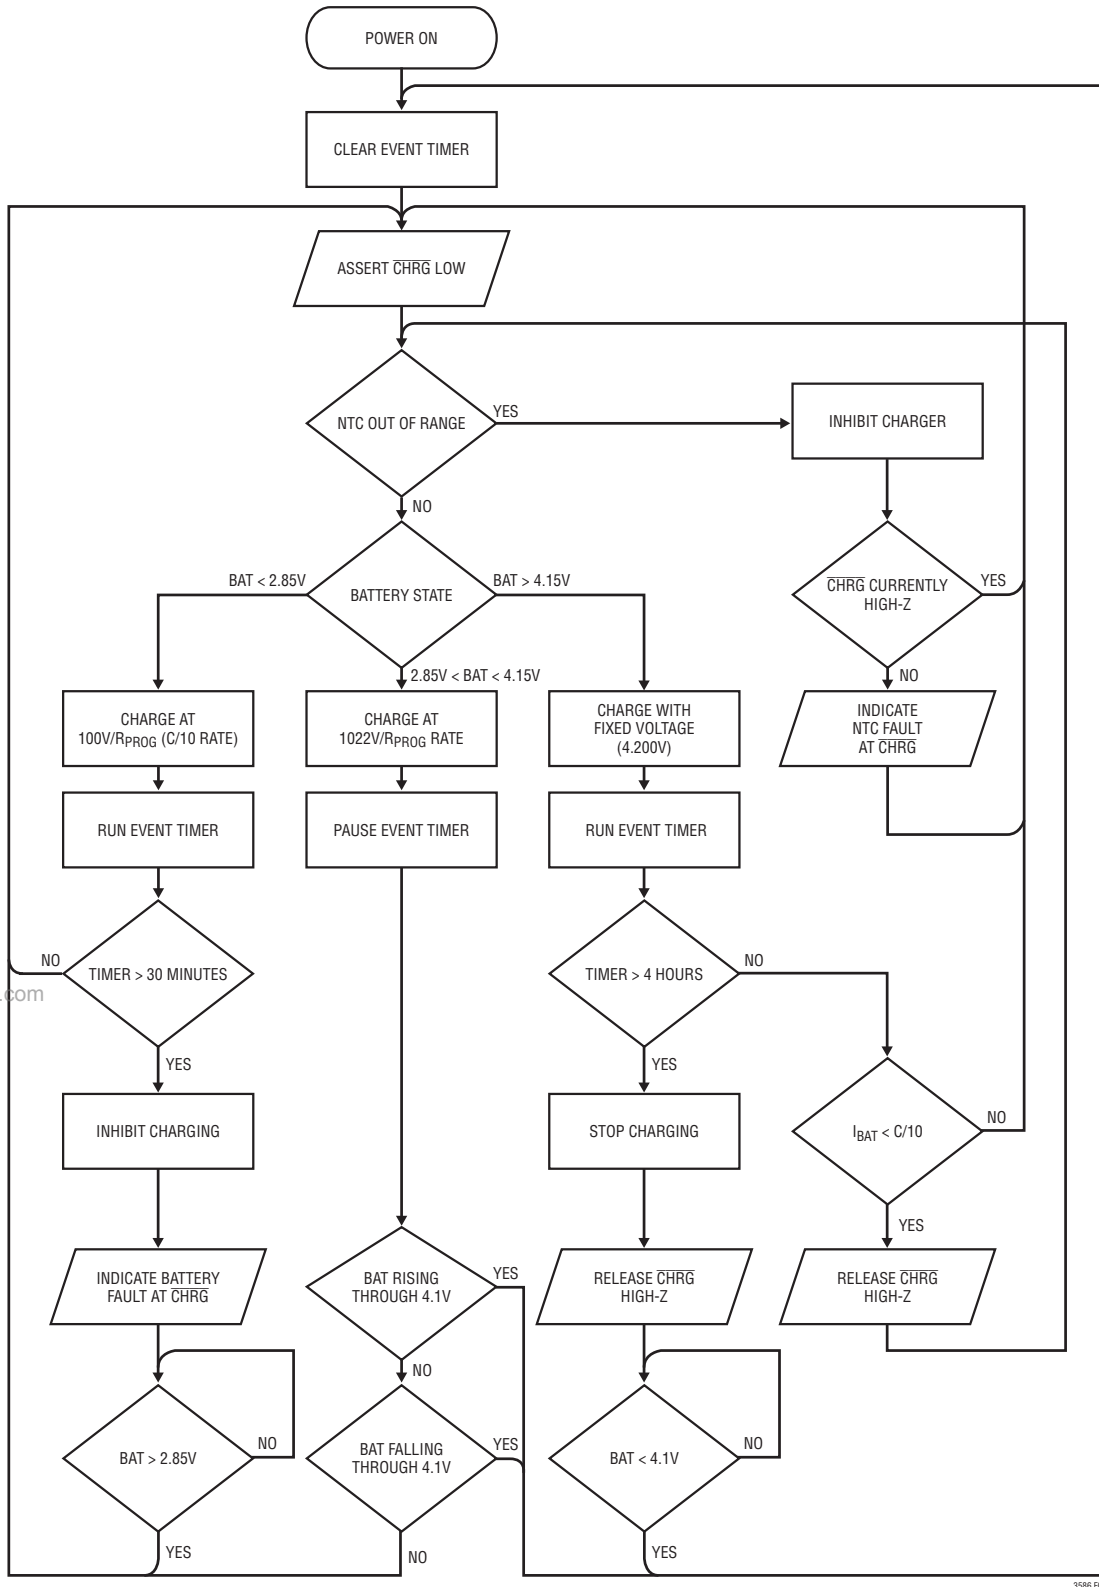 POWER ON
CLEAR EVENT TIMER
ASSERT CHRG LOW
NTC OUT OF RANGE
YES
INHIBIT CHARGER
NO
BAT < 2.85V
BATTERY STATE
BAT > 4.15V
CHRG CURRENTLY
HIGH-Z
YES
2.85V < BAT < 4.15V
NO
CHARGE AT
100V/RPROG (C/10 RATE)
CHARGE AT
1022V/RPROG RATE
CHARGE WITH
FIXED VOLTAGE
(4.200V)
INDICATE
NTC FAULT
AT CHRG
RUN EVENT TIMER
PAUSE EVENT TIMER
RUN EVENT TIMER
NO
TIMER > 30 MINUTES
TIMER > 4 HOURS
NO
.com
YES
YES
INHIBIT CHARGING
STOP CHARGING
IBAT < C/10
NO
YES
INDICATE BATTERY
FAULT AT CHRG
BAT RISING
THROUGH 4.1V
YES
RELEASE CHRG
HIGH-Z
RELEASE CHRG
HIGH-Z
NO
BAT > 2.85V
NO
BAT FALLING
THROUGH 4.1V
YES
BAT < 4.1V
NO
YES
NO
YES
3586